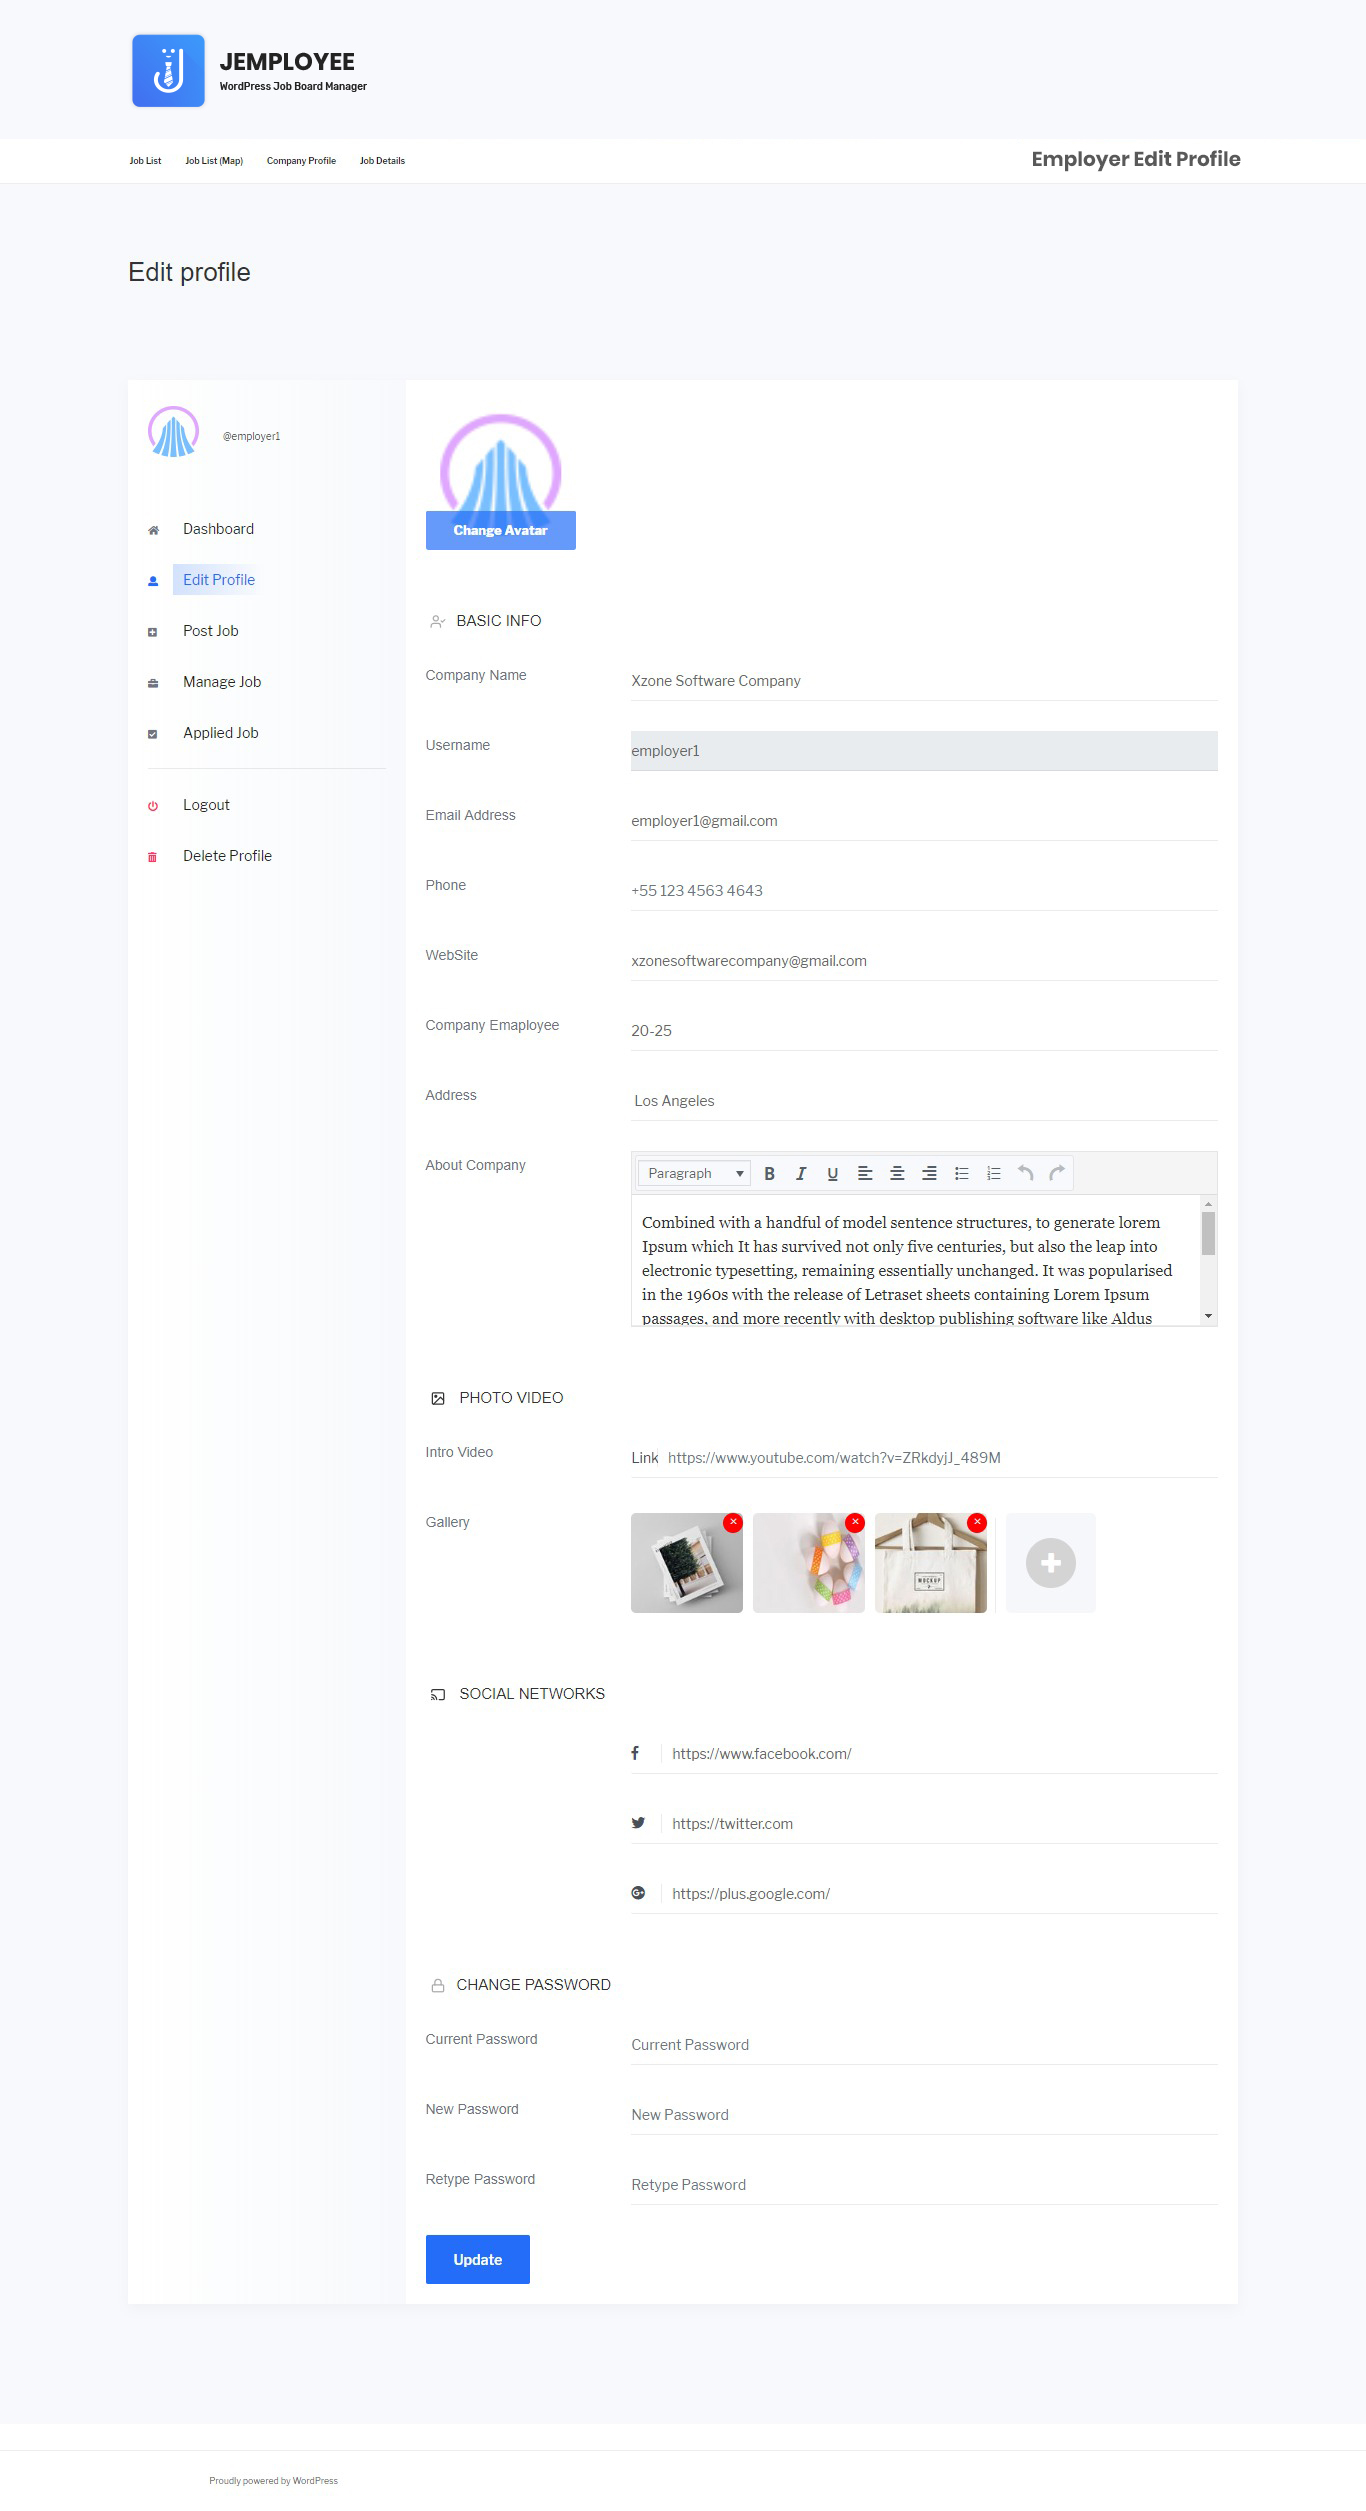 JEMPLOYEE
WordPress Job Board Manager
Job List
Job List (Map)
Company Profile
Job Details
Employer Edit Profile
Edit profile
@employer1
Dashboard
Edit Profile
Post Job
Manage Job
Applied Job
Logout
Delete Profile
Change Avatar
BASIC INFO
Company Name
Xzone Software Company
Username
employer1
Email Address
employer1@gmail.com
Phone
+55 123 4563 4643
WebSite
xzonesoftwarecompany@gmail.com
Company Emaployee
20-25
Address
Los Angeles
About Company
Paragraph
B I U
Combined with a handful of model sentence structures, to generate lorem
Ipsum which It has survived not only five centuries, but also the leap into
electronic typesetting, remaining essentially unchanged. It was popularised
in the 1960s with the release of Letraset sheets containing Lorem Ipsum
passages, and more recently with desktop publishing software like Aldus
PHOTO VIDEO
Intro Video
Link https://www.youtube.com/watch?v=ZRkdyjJ_489M
Gallery
MOCKUP
SOCIAL NETWORKS
https://www.facebook.com/
https://twitter.com
https://plus.google.com/
CHANGE PASSWORD
Current Password
Current Password
New Password
New Password
Retype Password
Retype Password
Update
Proudly powered by WordPress